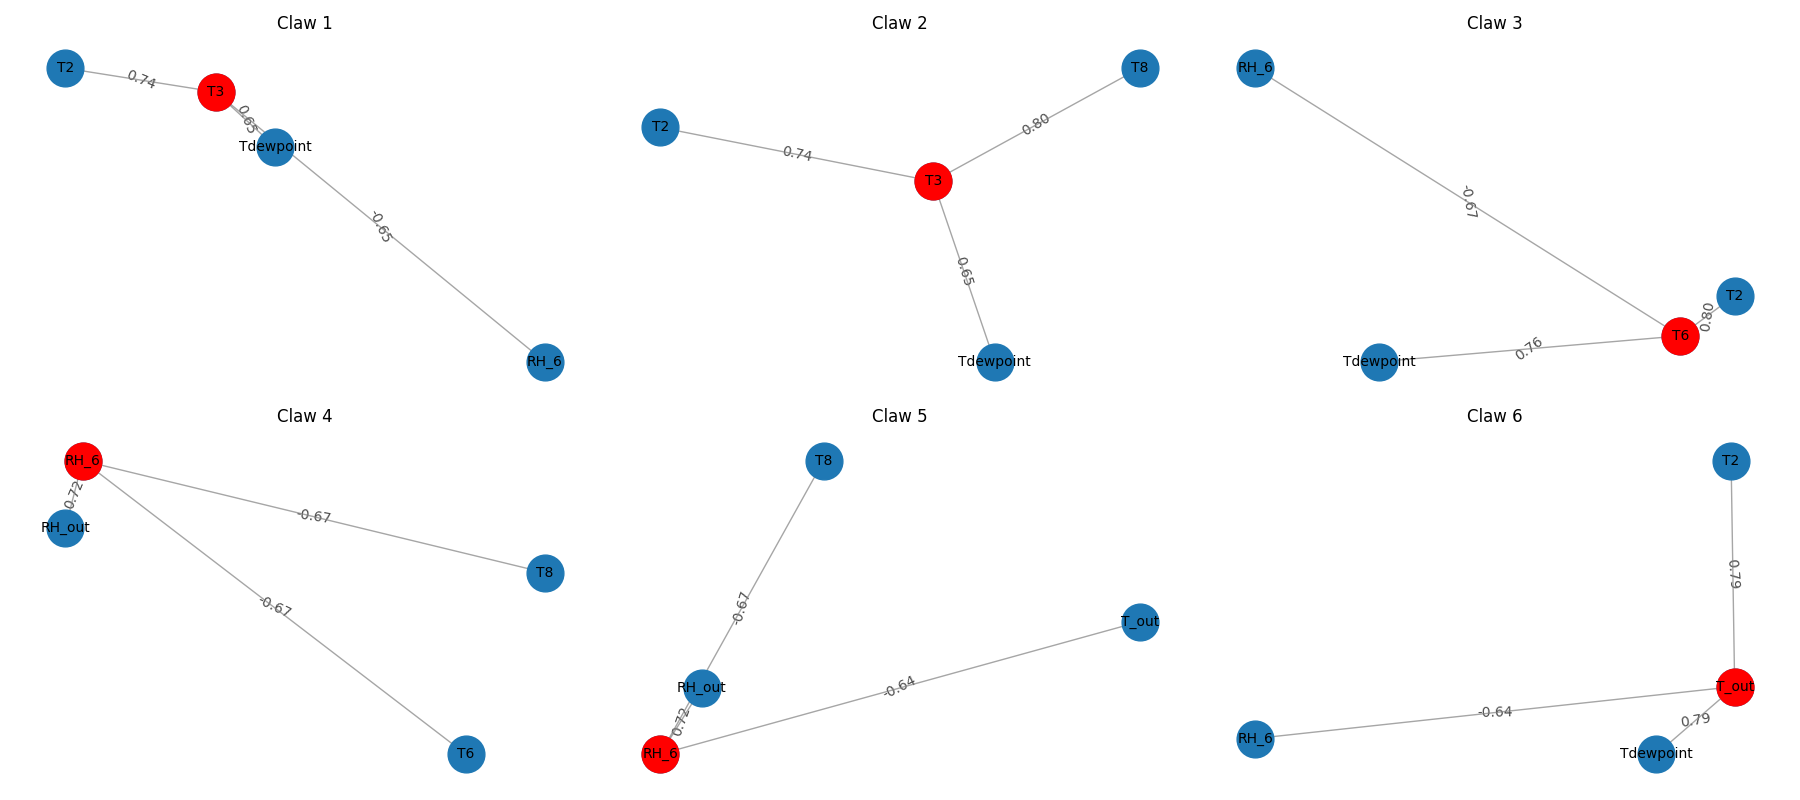 Claw 1
T2
0.74
T3
0.65
Tdewpoint
-0.65
RH_6
Claw 2
T8
T2
0.80
0.74
T3
0.65
Tdewpoint
Claw 3
RH_6
-0.67
T2
0.80
T6
0.76
Tdewpoint
Claw 4
RH_6
0.72
RH_out
-0.67
T8
-0.67
T6
Claw 5
T8
-0.67
T_out
RH_out
-0.64
0.72
RH_6
Claw 6
T2
0.79
T_out
-0.64
0.79
RH_6
Tdewpoint